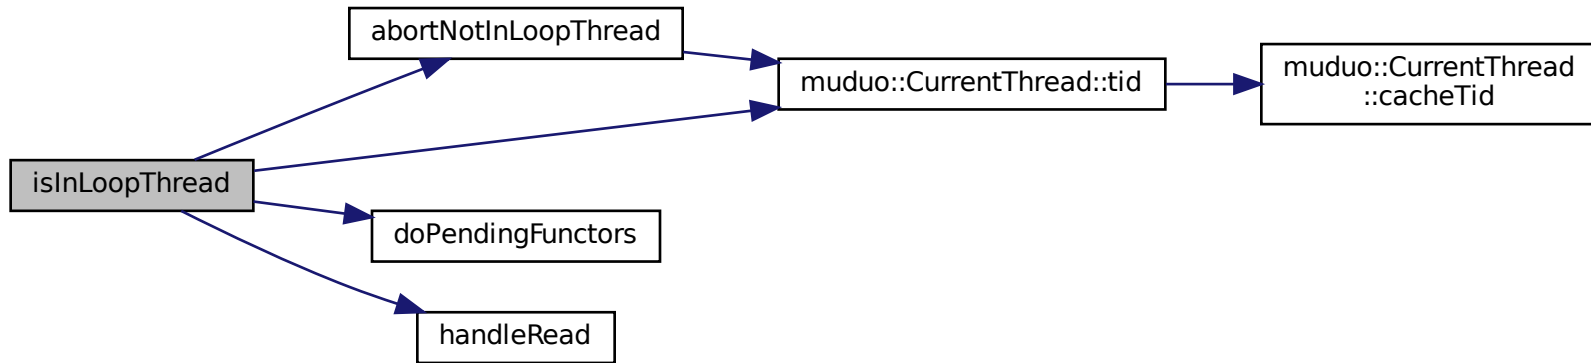 abortNotInLoopThread
muduo::CurrentThread::tid
muduo::CurrentThread
::cacheTid
isInLoopThread
doPendingFunctors
handleRead